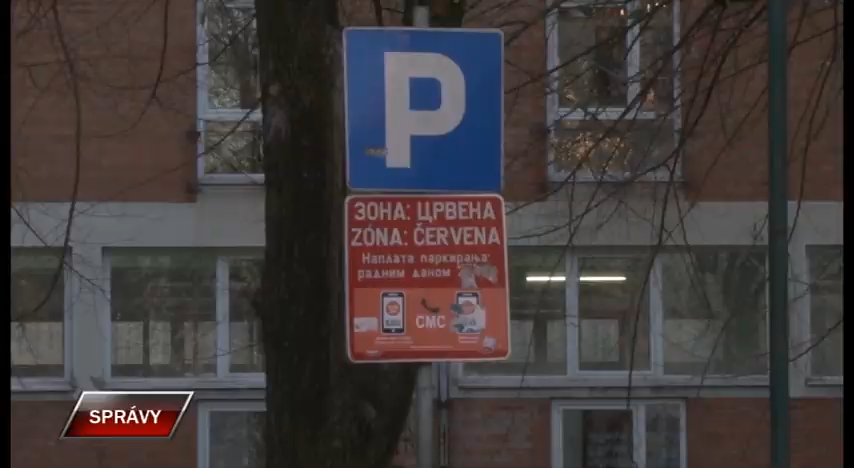 P
ЗОНА: ЦРВЕНА
ZÓNA: ČERVENA
Наплата паркирања:
радним даном
СМС
SPRÁVY